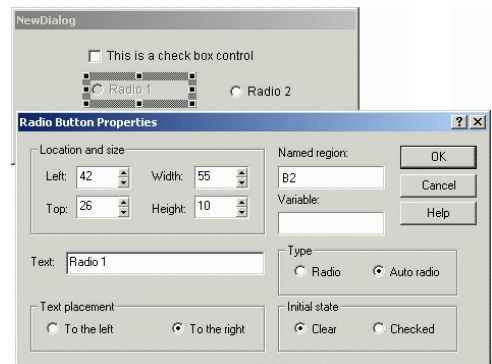 NewDialog
This is a check box control
Radio 1
Radio 2
Radio Button Properties
Location and size
Left: 42
Width: 55
Top: 26
Height: 10
Named region:
B2
Variable:
OK
Cancel
Help
Text: Radio 1
Type
Radio
Auto radio
Text placement
To the left
To the right
Initial state
Clear
Checked